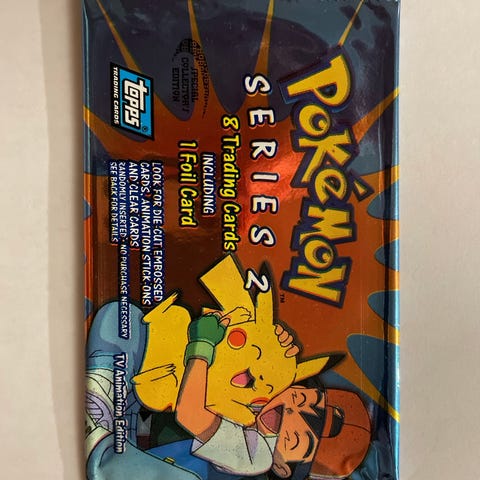 POKéMON™
SERIES 2
8 Trading Cards
INCLUDING
1 Foil Card
SPECIAL
COLLECTOR'S
EDITION
topps®
TRADING CARDS
LOOK FOR DIE-CUT EMBOSSED
CARDS, ANIMATION STICK-ONS!
AND CLEAR CARDS
RANDOMLY INSERTED • NO PURCHASE NECESSARY
SEE BACK FOR DETAILS
TV Animation Edition